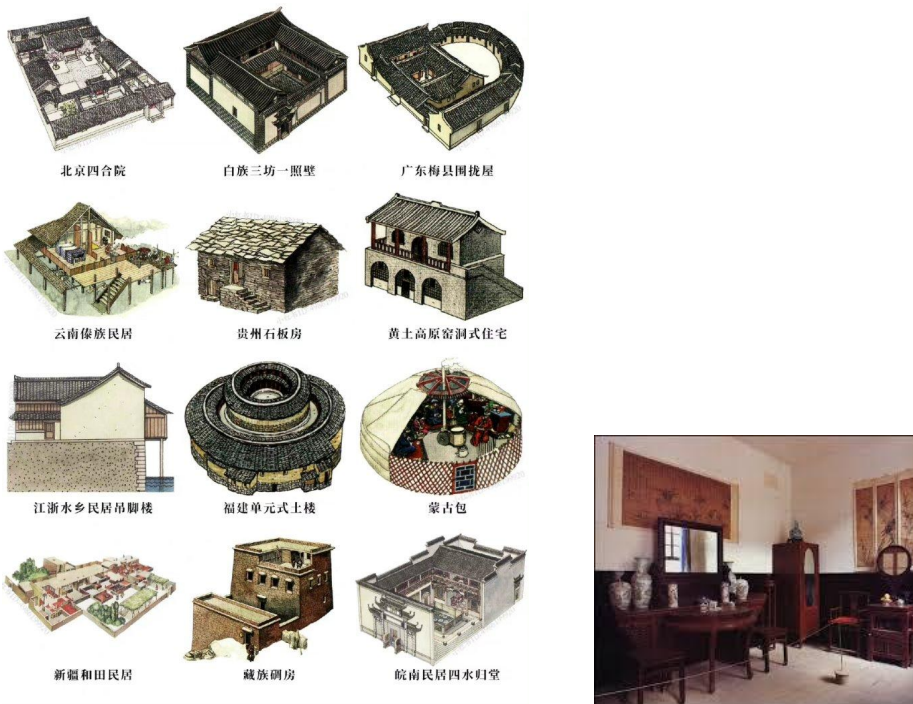 北京四合院
白族三坊一照壁
广东梅县围拢屋
云南傣族民居
贵州石板房
黄土高原窑洞式住宅
江浙水乡民居吊脚楼
福建单元式土楼
蒙古包
新疆和田民居
藏族碉房
皖南民居四水归堂